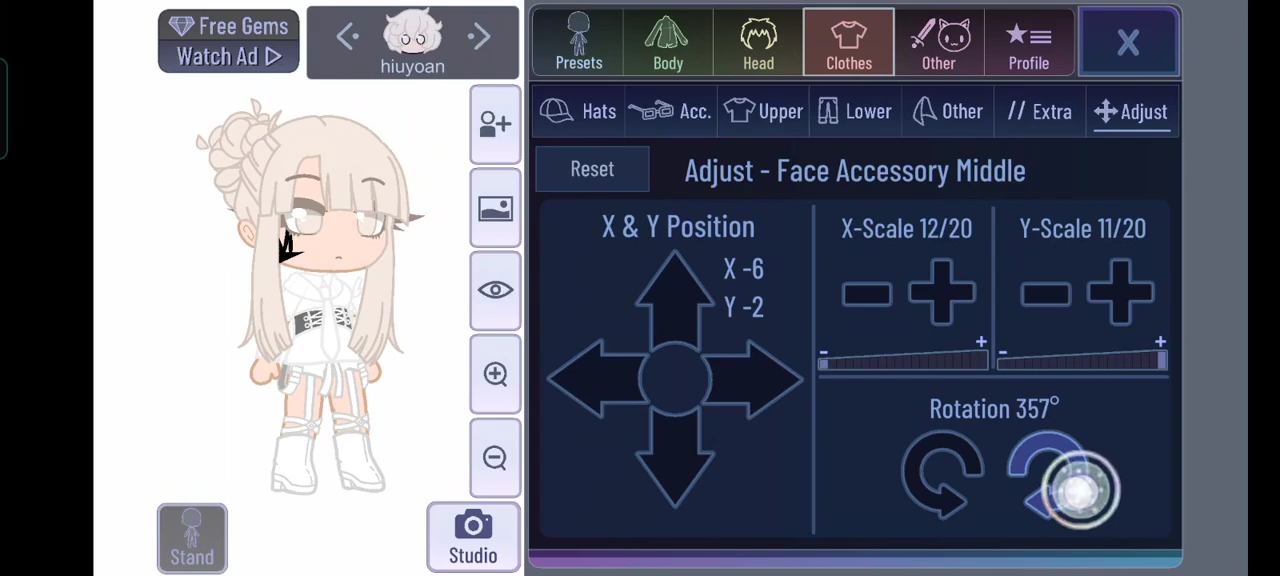 Free Gems
Watch Ad
hiuyoan
Presets
Body
Head
Clothes
Other
Profile
X
Hats
Acc.
Upper
Lower
Other
Extra
Adjust
Reset
Adjust - Face Accessory Middle
X & Y Position
X -6
Y -2
X-Scale 12/20
Y-Scale 11/20
Rotation 357°
Stand
Studio